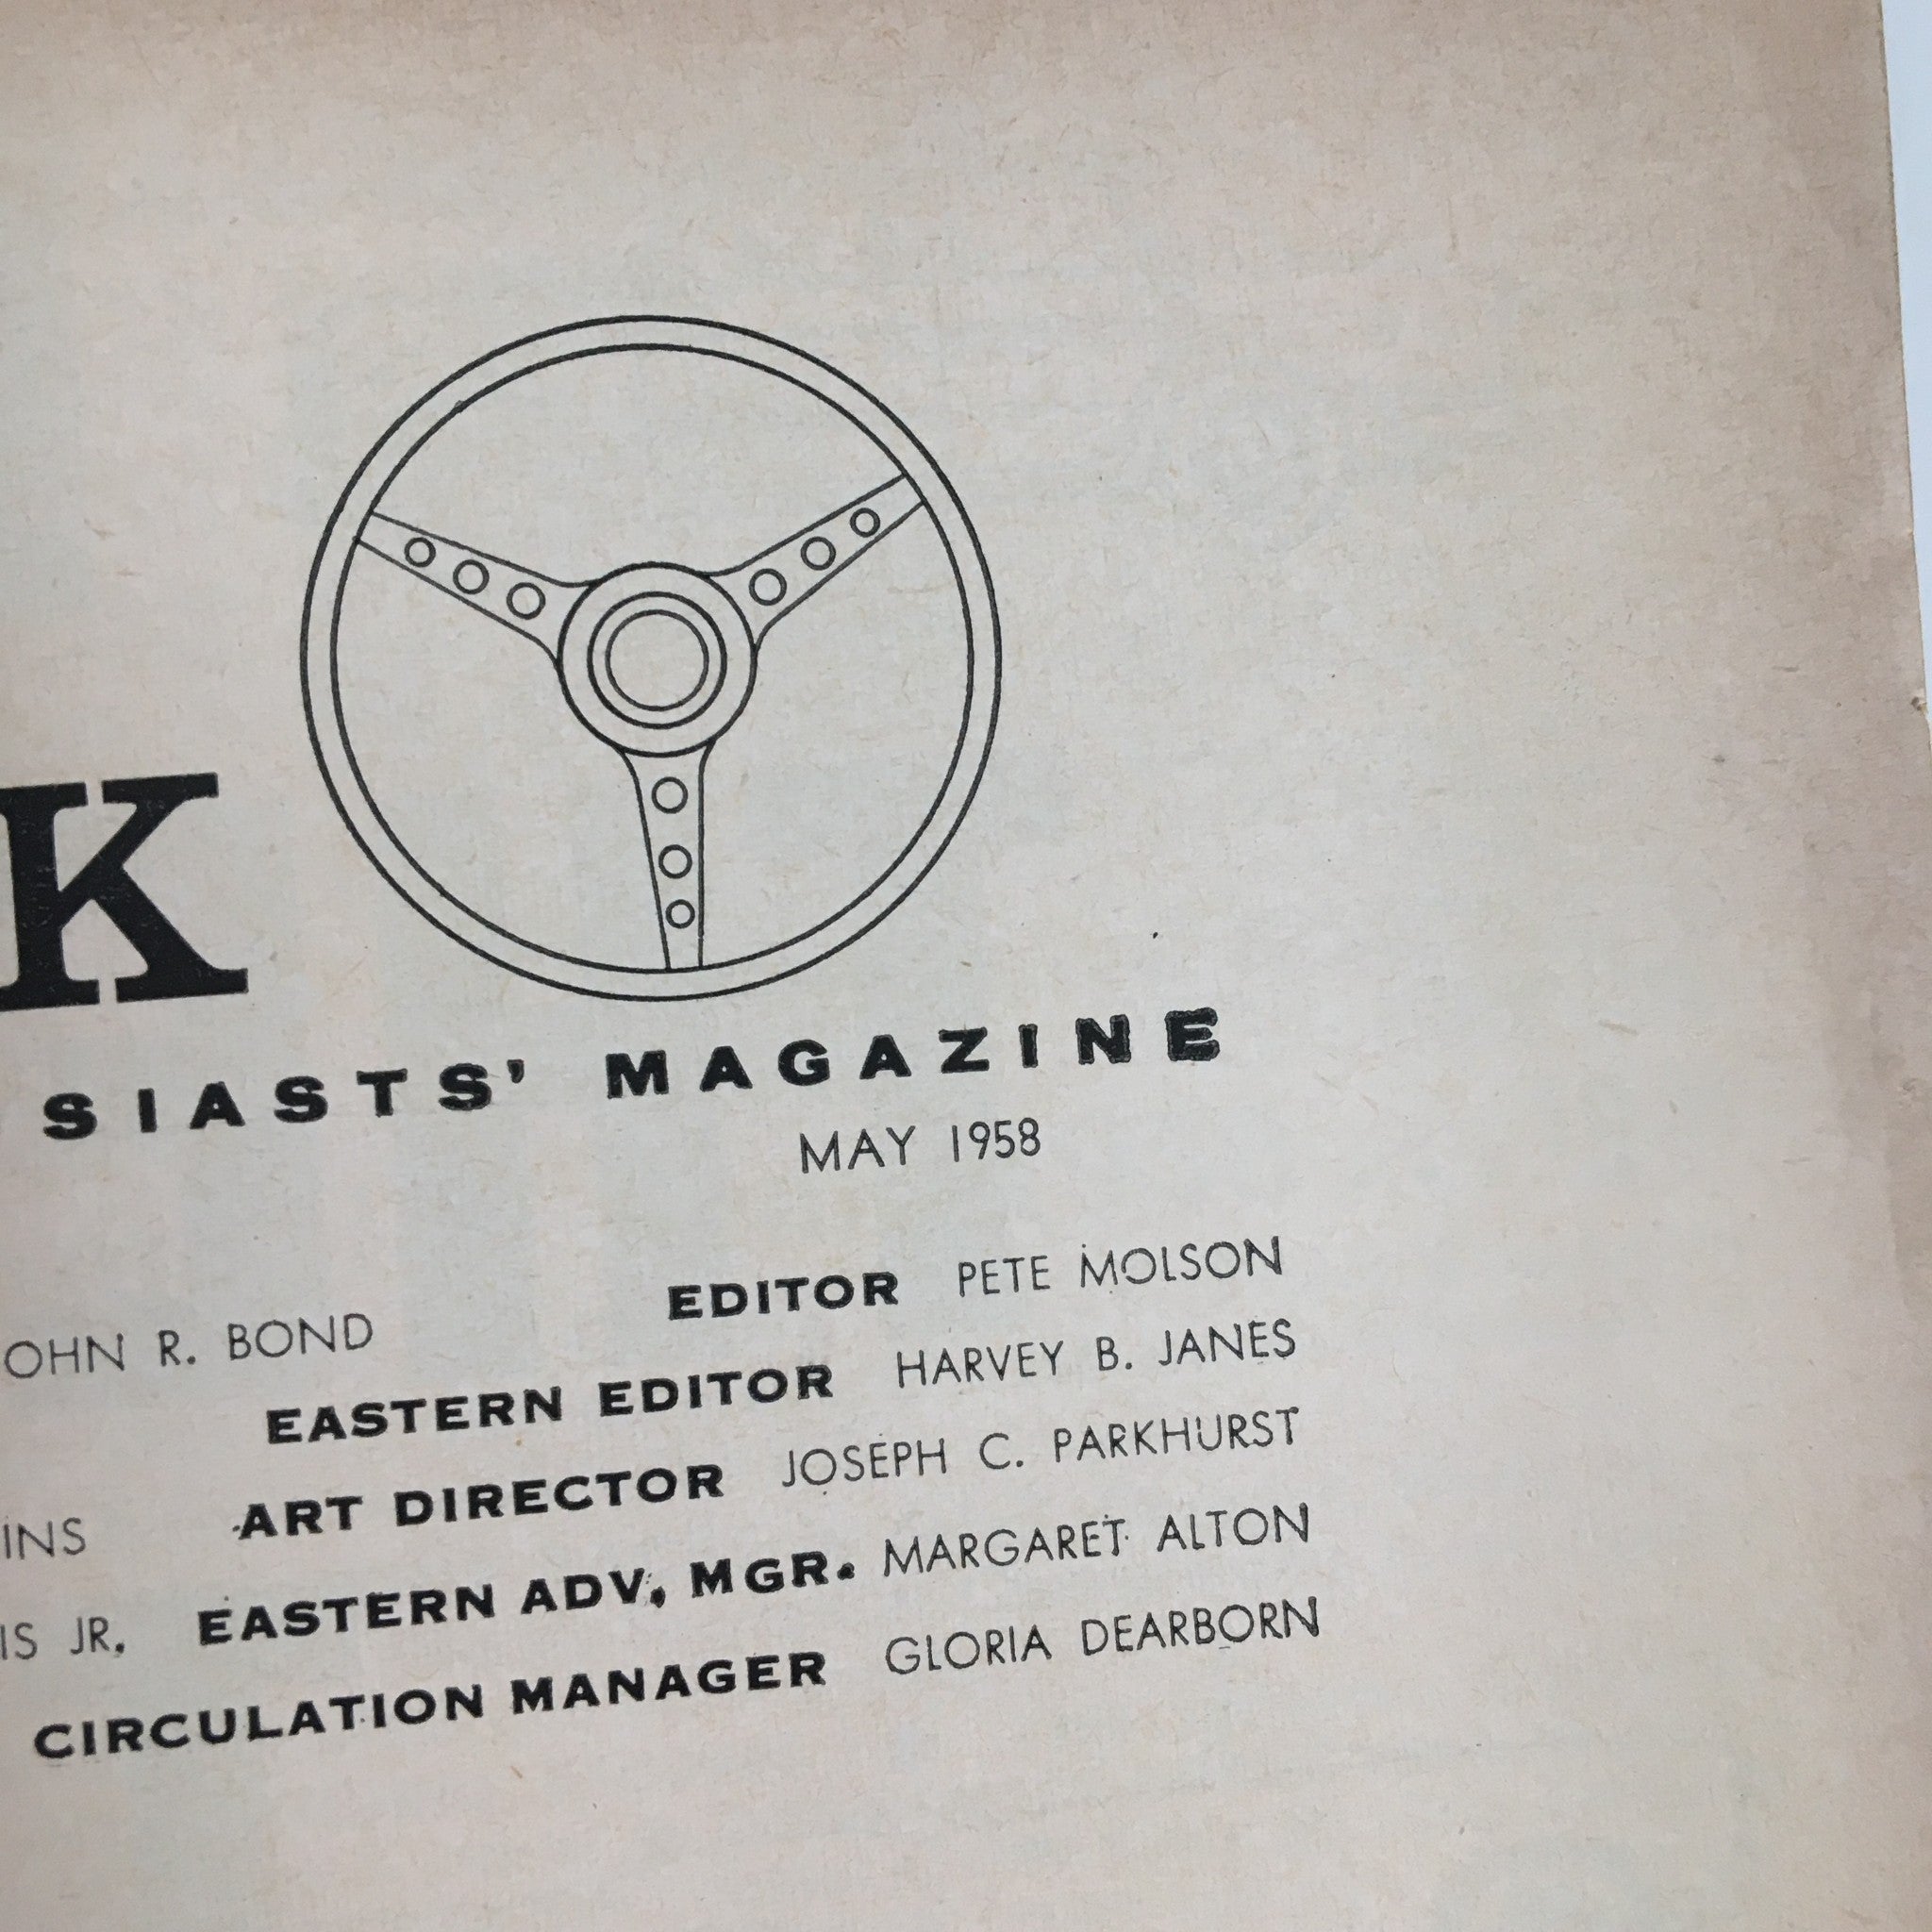 K
SIASTS' MAGAZINE
MAY 1958
EDITOR PETE MOLSON
OHN R. BOND
EASTERN EDITOR HARVEY B. JANES
ART DIRECTOR JOSEPH C. PARKHURST
INS
EASTERN ADV. MGR. MARGARET ALTON
IS JR.
CIRCULATION MANAGER GLORIA DEARBORN